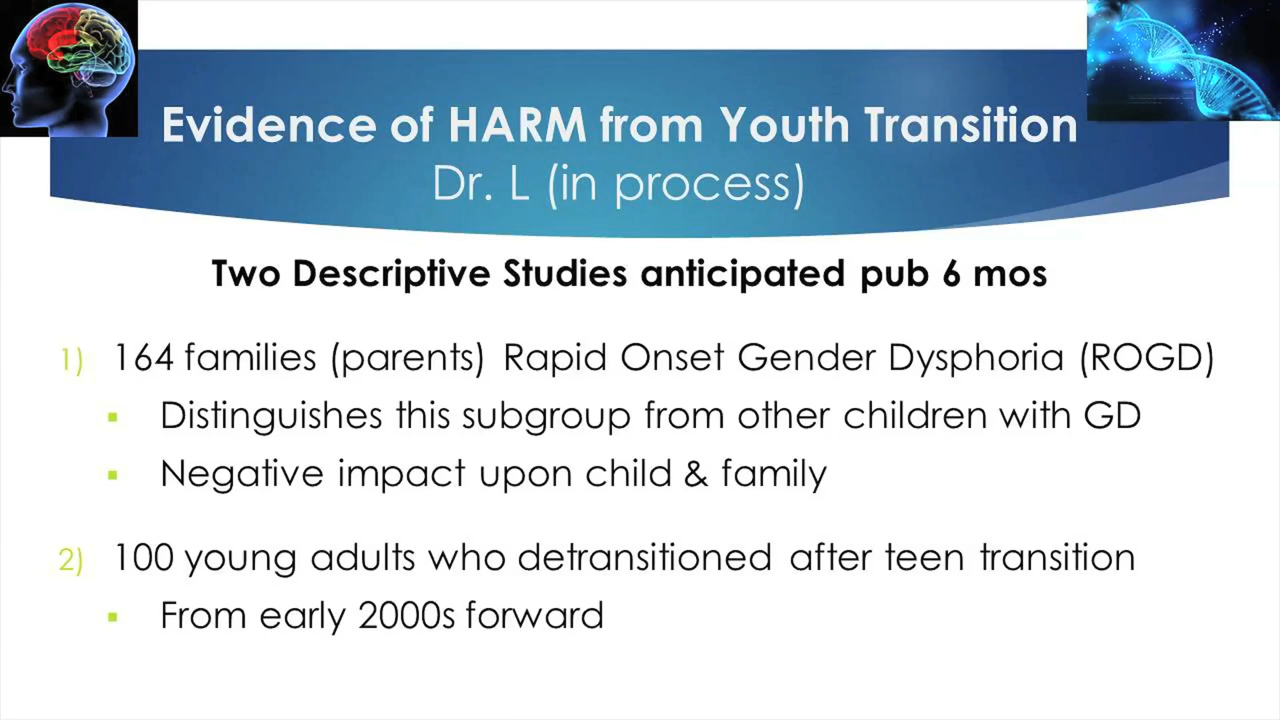 Evidence of HARM from Youth Transition
Dr. L (in process)
Two Descriptive Studies anticipated pub 6 mos
1) 164 families (parents) Rapid Onset Gender Dysphoria (ROGD)
▪ Distinguishes this subgroup from other children with GD
▪ Negative impact upon child & family
2) 100 young adults who detransitioned after teen transition
▪ From early 2000s forward